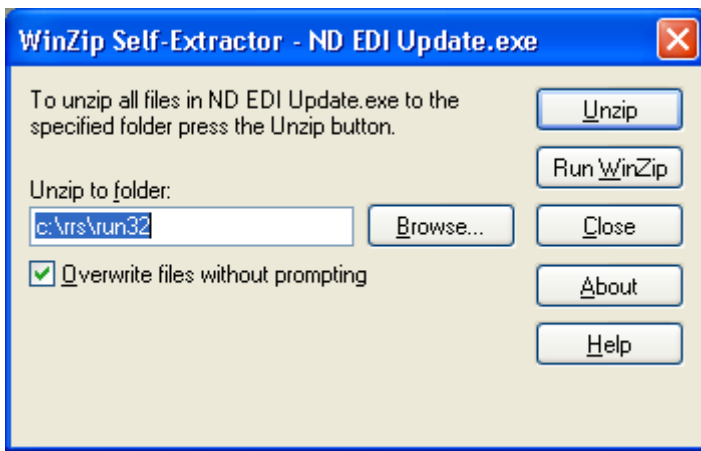 WinZip Self-Extractor - ND EDI Update.exe
To unzip all files in ND EDI Update.exe to the
specified folder press the Unzip button.
Unzip to folder:
c:\rrs\run32
Browse...
Overwrite files without prompting
Unzip
Run WinZip
Close
About
Help